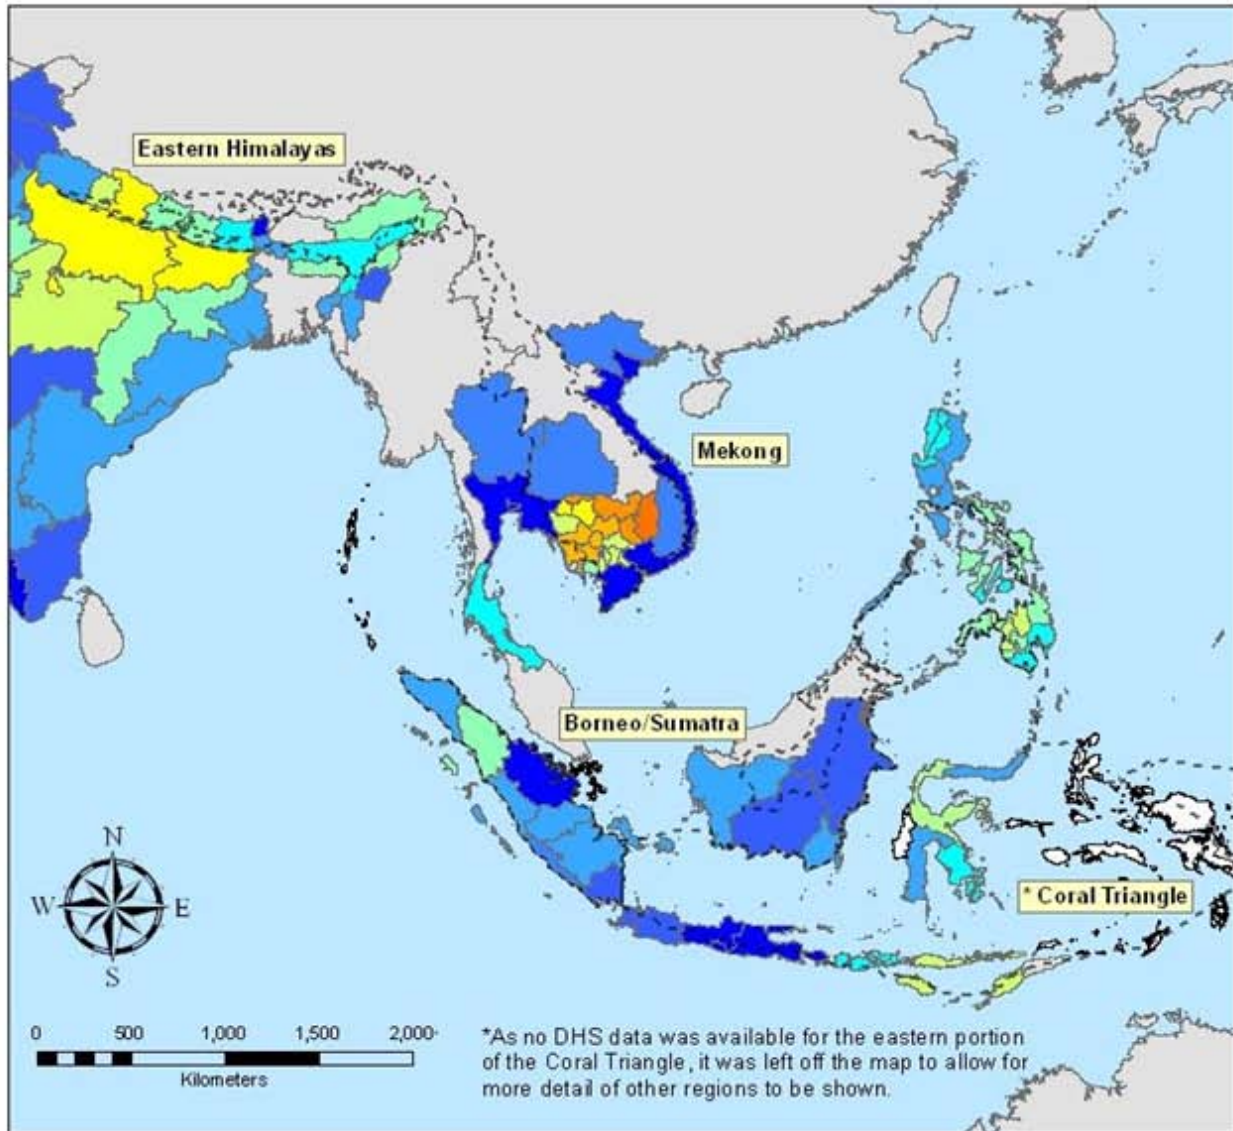 Eastern Himalayas
Mekong
Borneo/Sumatra
* Coral Triangle
N
W E
S
0 500 1,000 1,500 2,000
Kilometers
*As no DHS data was available for the eastern portion
of the Coral Triangle, it was left off the map to allow for
more detail of other regions to be shown.